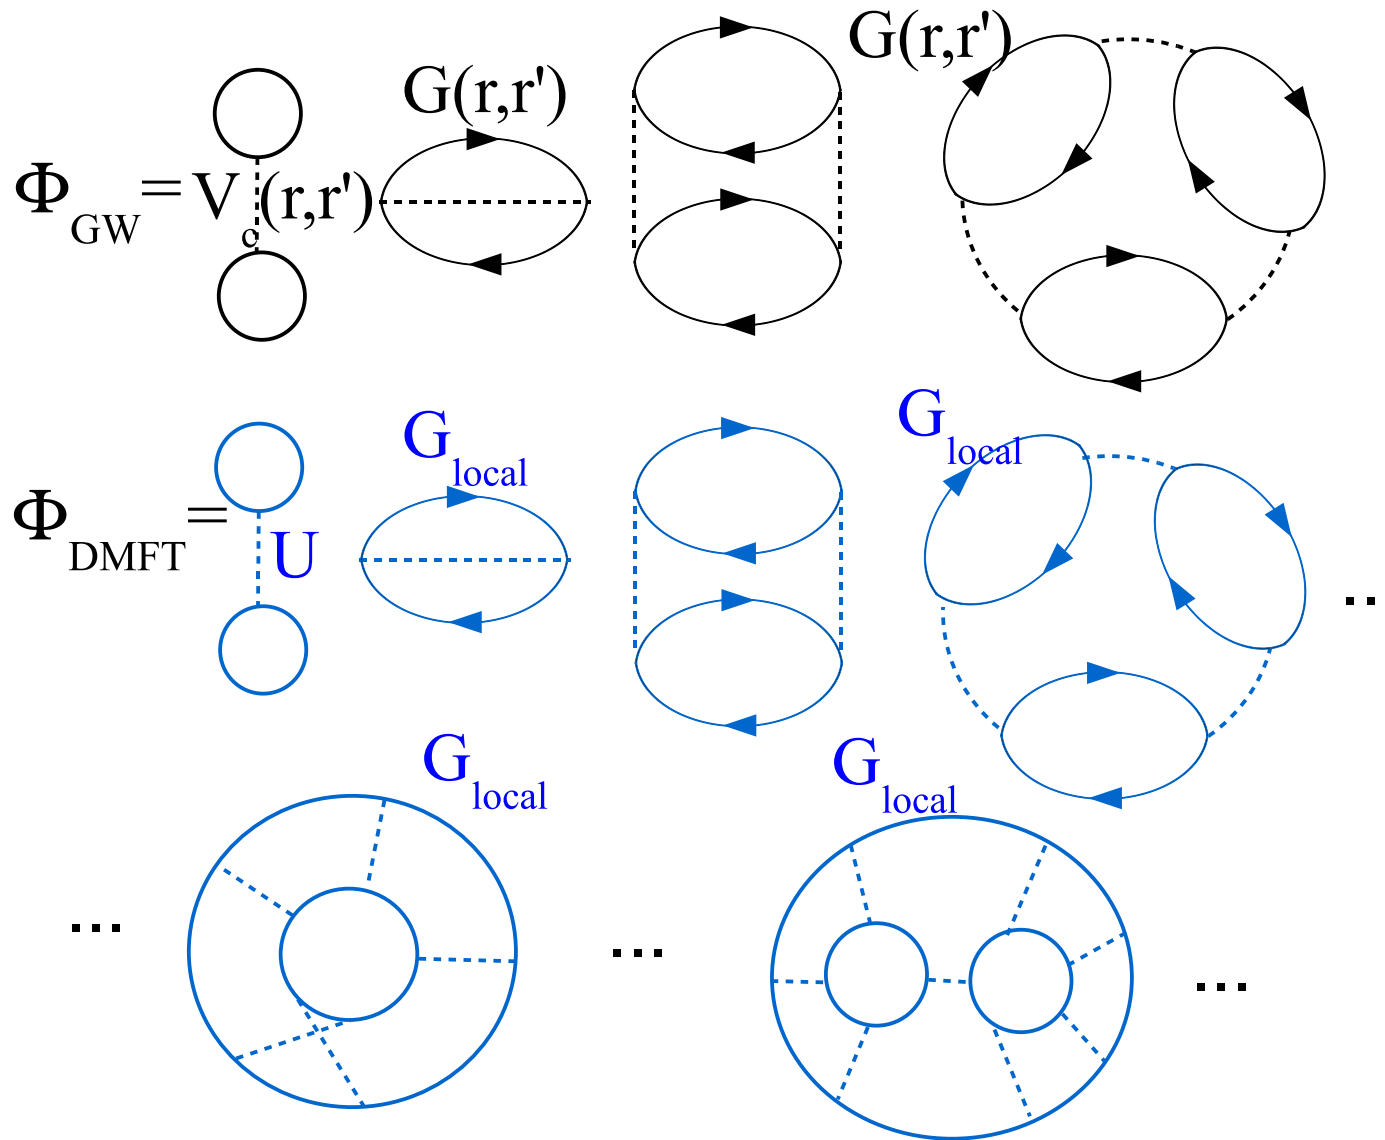 G(r,r')
G(r,r')
Φ_GW = V_c(r,r')
G_local
G_local
Φ_DMFT =
U
..
G_local
G_local
...
...
...